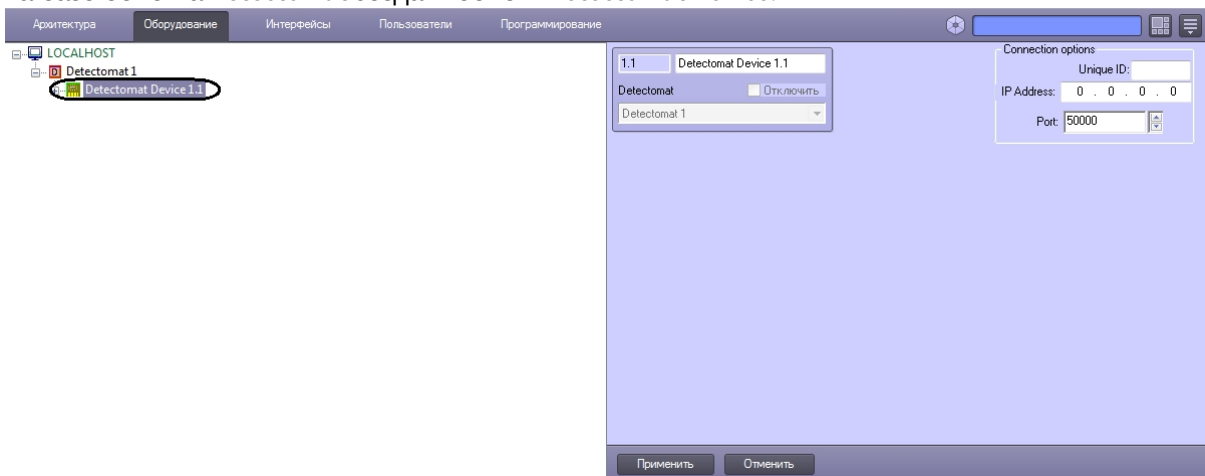 Архитектура Оборудование Интерфейсы Пользователи Программирование
LOCALHOST
Detectomat 1
Detectomat Device 1.1
1.1 Detectomat Device 1.1
Detectomat Отключить
Detectomat 1
Connection options
Unique ID:
IP Address: 0 . 0 . 0 . 0
Port: 50000
Применить Отменить